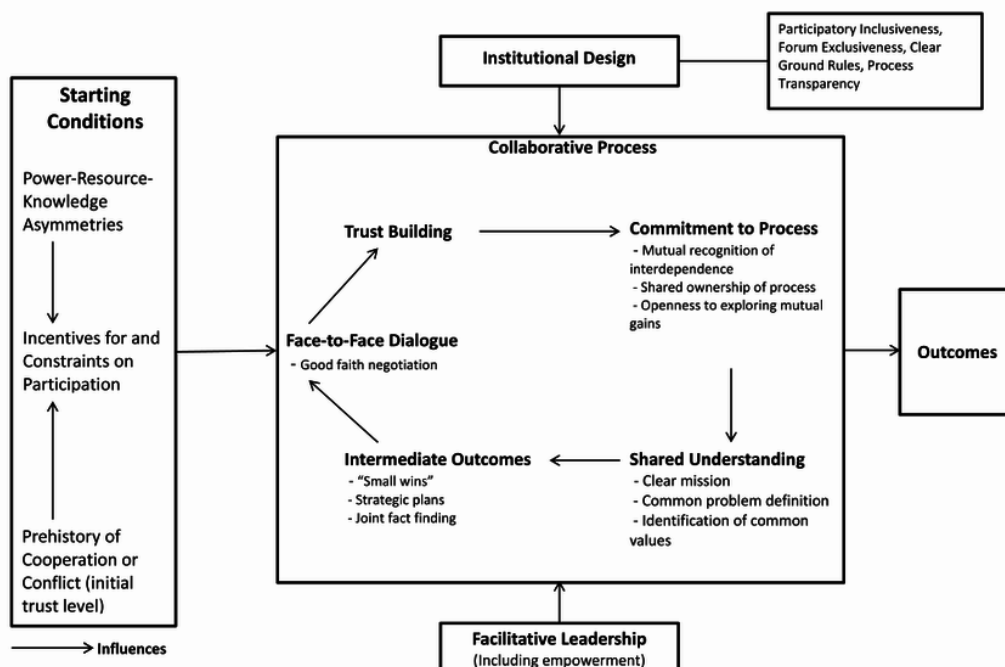 Participatory Inclusiveness,
Forum Exclusiveness, Clear
Ground Rules, Process
Transparency
Institutional Design
Starting
Conditions
Power-Resource-
Knowledge
Asymmetries
Incentives for and
Constraints on
Participation
Prehistory of
Cooperation or
Conflict (initial
trust level)
Influences
Collaborative Process
Trust Building
Commitment to Process
- Mutual recognition of
interdependence
- Shared ownership of process
- Openness to exploring mutual
gains
Face-to-Face Dialogue
- Good faith negotiation
Intermediate Outcomes
- “Small wins”
- Strategic plans
- Joint fact finding
Shared Understanding
- Clear mission
- Common problem definition
- Identification of common
values
Outcomes
Facilitative Leadership
(Including empowerment)